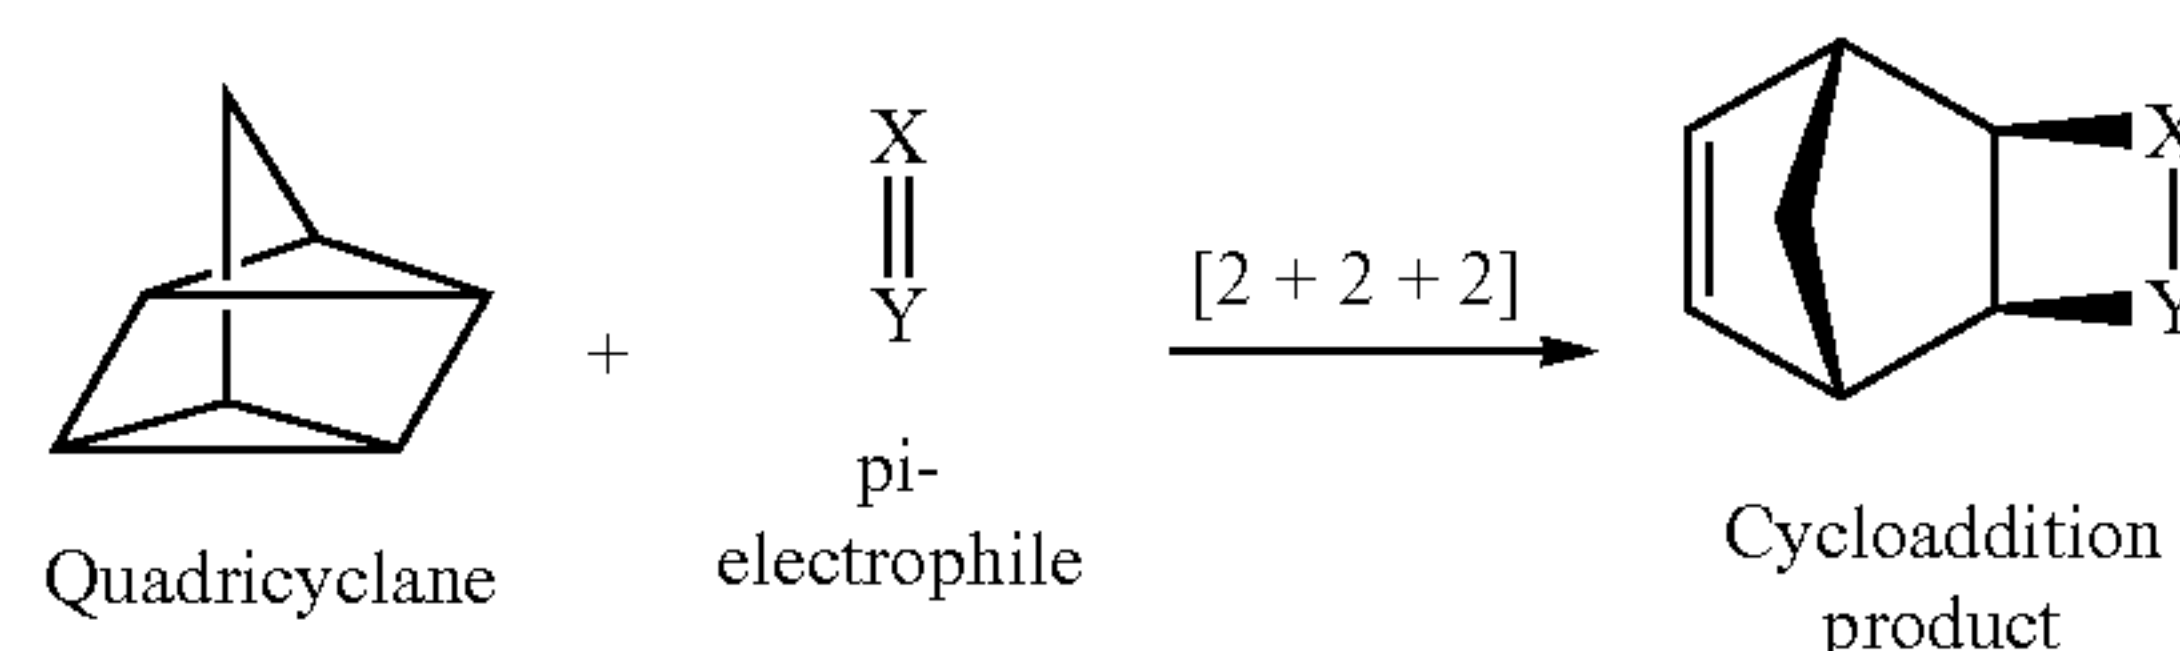 X
Y
[2 + 2 + 2]
X
Y
pi-
electrophile
Quadricyclane
+
Cycloaddition
product